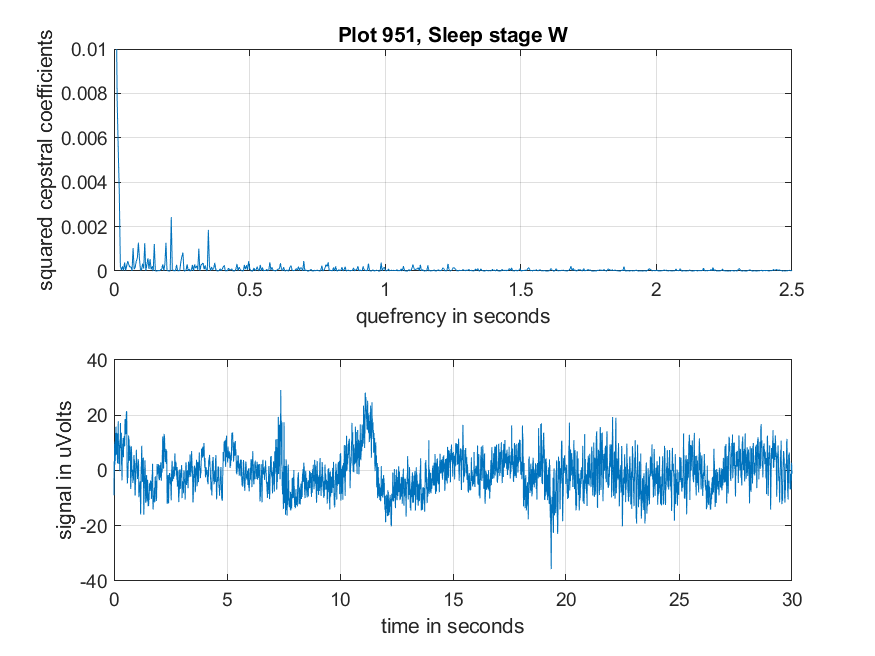 Plot 951, Sleep stage W
squared cepstral coefficients
0.01
0.008
0.006
0.004
0.002
0
0 0.5 1 1.5 2 2.5
quefrency in seconds
signal in uVolts
40
20
0
-20
-40
0 5 10 15 20 25 30
time in seconds